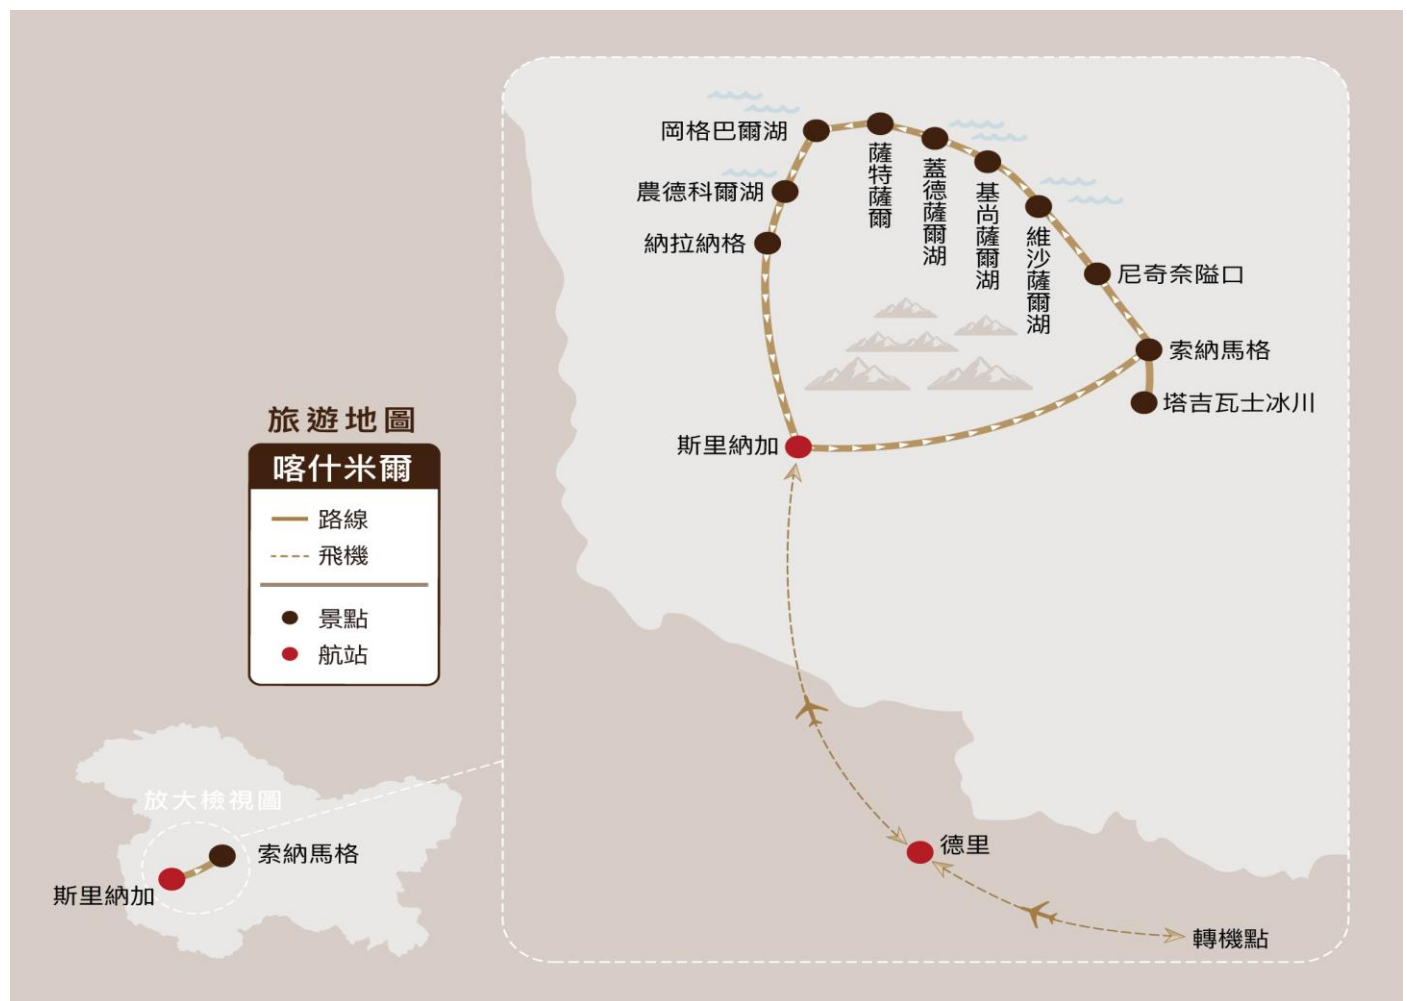 旅遊地圖
喀什米爾
路線
飛機
景點
航站
放大檢視圖
索納馬格
斯里納加
岡格巴爾湖
農德科爾湖
納拉納格
薩特薩爾
蓋德薩爾湖
基尚薩爾湖
維沙薩爾湖
尼奇奈隘口
索納馬格
塔吉瓦士冰川
斯里納加
德里
轉機點